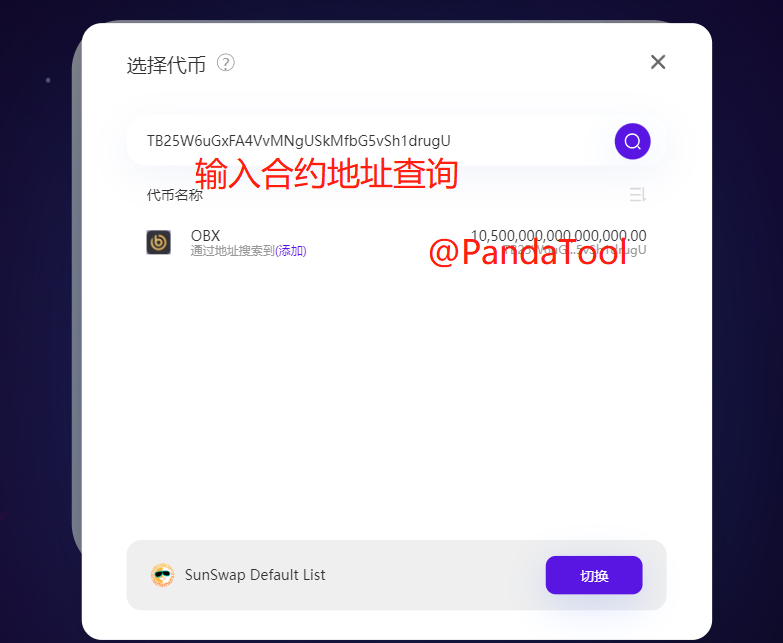 选择代币 ?
TB25W6uGxFA4VvMNgUSkMfbG5vSh1drugU
输入合约地址查询
代币名称
OBX
10,500,000,000,000,000.00
通过地址搜索到(添加)
@PandaTool
SunSwap Default List
切换